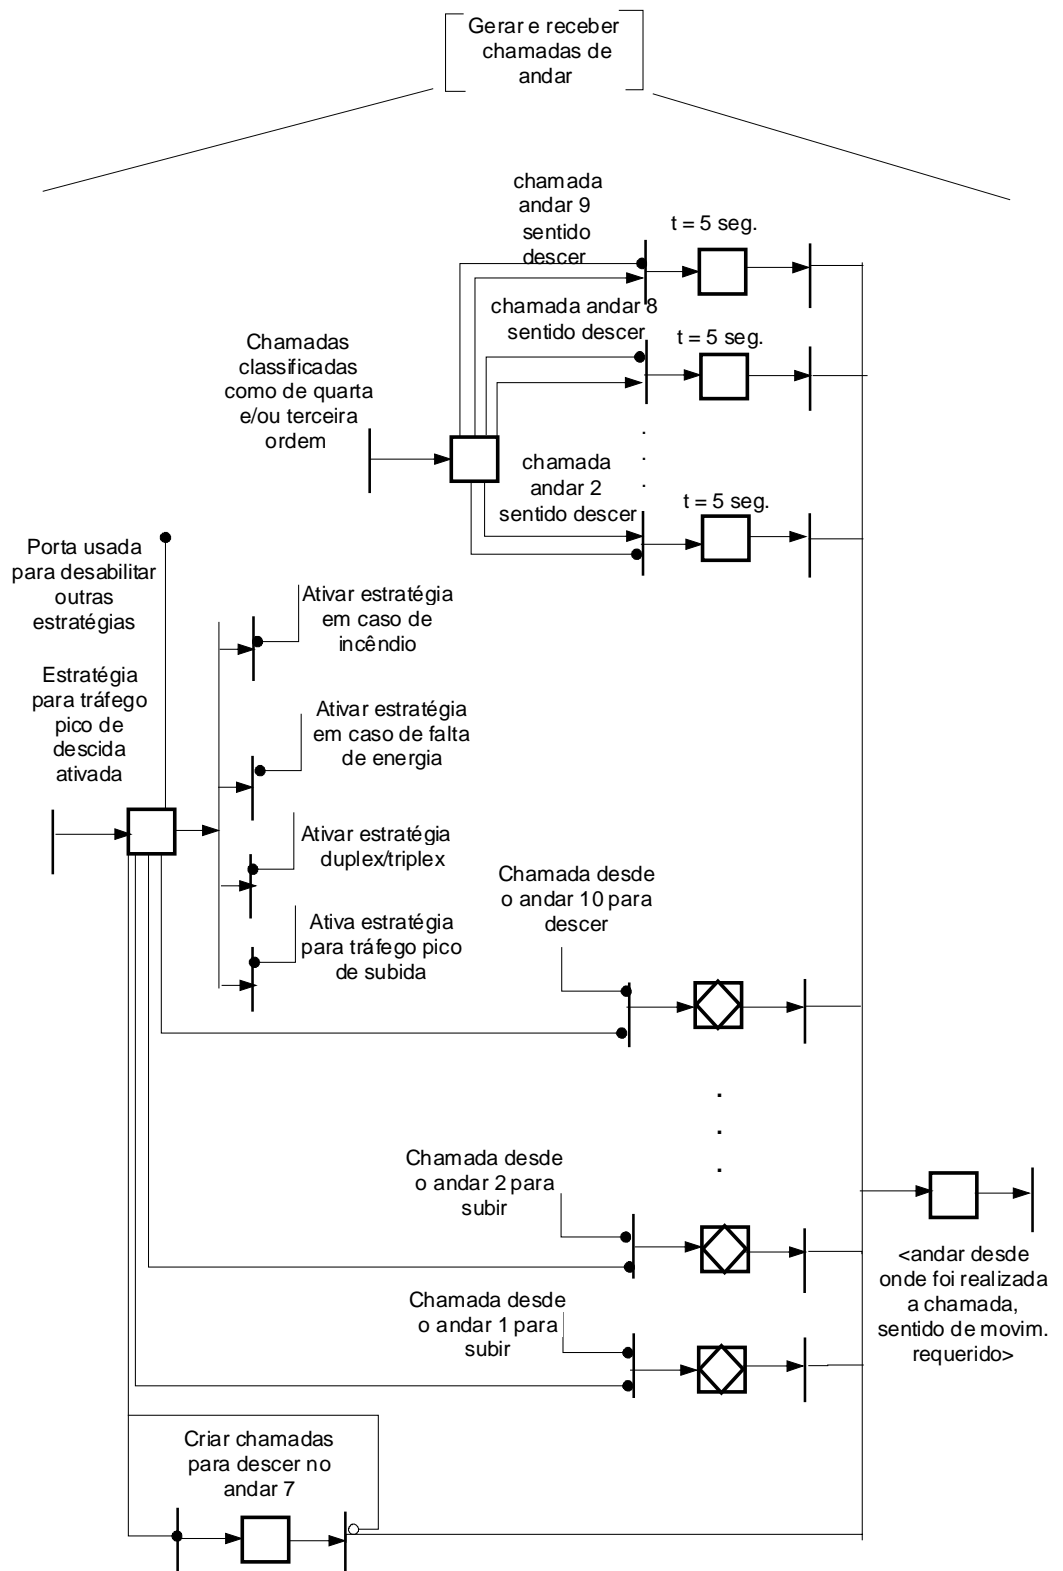 Gerar e receber
chamadas de
andar
chamada
andar 9
sentido
descer
t = 5 seg.
chamada andar 8
sentido descer
t = 5 seg.
Chamadas
classificadas
como de quarta
e/ou terceira
ordem
chamada
andar 2
sentido descer
t = 5 seg.
Porta usada
para desabilitar
outras
estratégias
Ativar estratégia
em caso de
incêndio
Estratégia
para tráfego
pico de
descida
ativada
Ativar estratégia
em caso de falta
de energia
Ativar estratégia
duplex/triplex
Ativa estratégia
para tráfego pico
de subida
Chamada desde
o andar 10 para
descer
Chamada desde
o andar 2 para
subir
Chamada desde
o andar 1 para
subir
<andar desde
onde foi realizada
a chamada,
sentido de movim.
requerido>
Criar chamadas
para descer no
andar 7